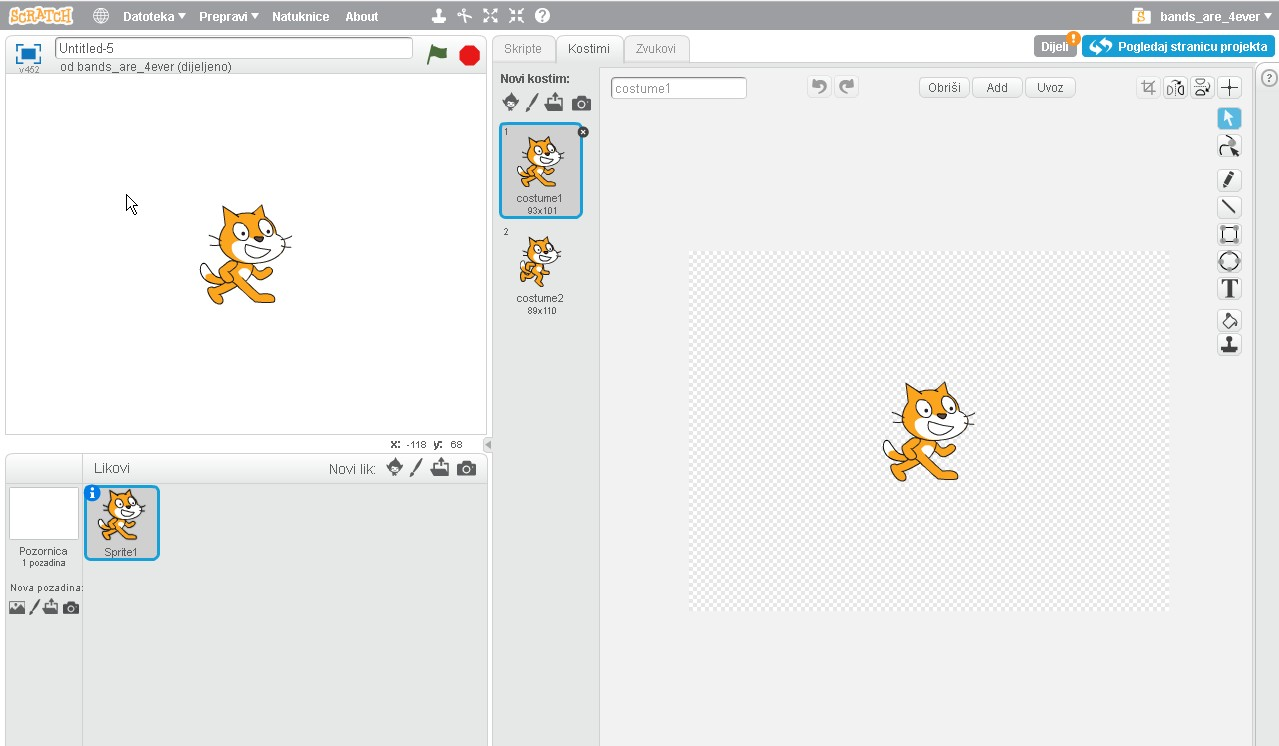 SCRATCH Datoteka Prepravi Natuknice About bands_are_4ever
Untitled-5
v452 od bands_are_4ever (dijeljeno)
Skripte Kostimi Zvukovi
Dijeli ! Pogledaj stranicu projekta
Novi kostim:
costume1
Obriši Add Uvoz
1
costume1
93x101
2
costume2
89x110
X: -118 y: 68
Likovi Novi lik:
Sprite1
Pozornica
1 pozadina
Nova pozadina:
T